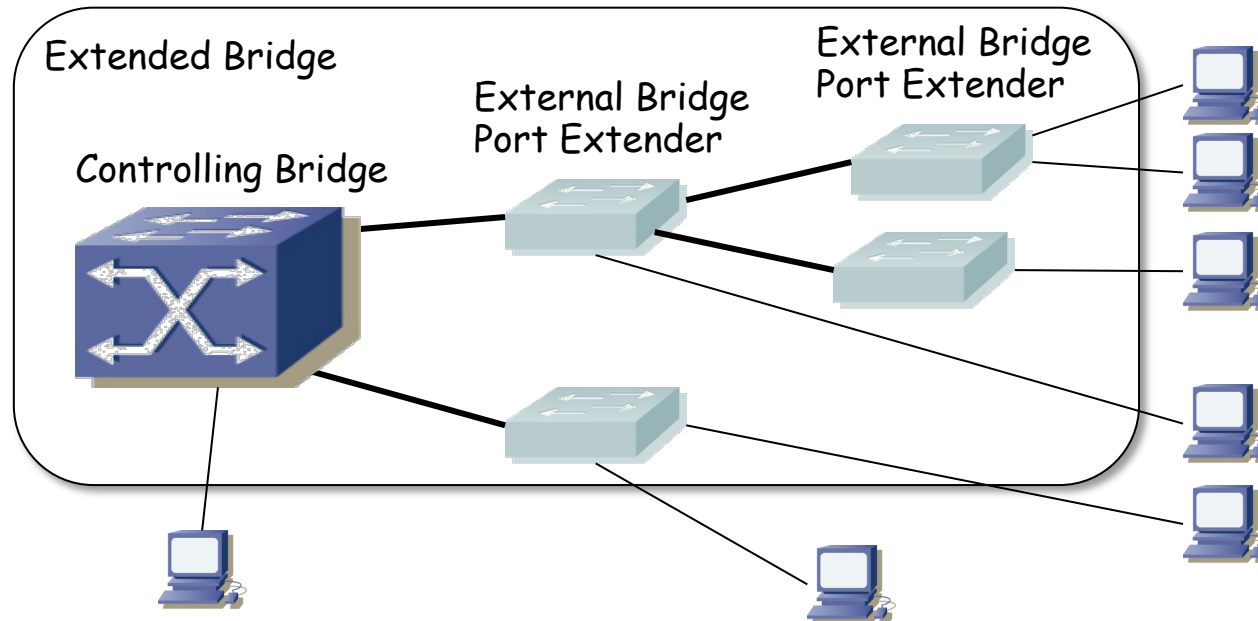 Extended Bridge
External Bridge
Port Extender
External Bridge
Port Extender
Controlling Bridge